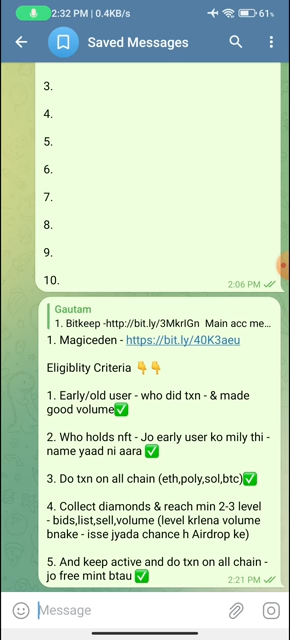 2:32 PM | 0.4KB/s
61%
Saved Messages
3.
4.
5.
6.
7.
8.
9.
10.
2:06 PM
Gautam
1. Bitkeep -http://bit.ly/3MkrIGn Main acc me...
1. Magiceden - https://bit.ly/40K3aeu
Eligiblity Criteria 👇👇
1. Early/old user - who did txn - & made
good volume✅
2. Who holds nft - Jo early user ko mily thi -
name yaad ni aara ✅
3. Do txn on all chain (eth,poly,sol,btc)✅
4. Collect diamonds & reach min 2-3 level
- bids,list,sell,volume (level krlena volume
bnake - isse jyada chance h Airdrop ke)
5. And keep active and do txn on all chain -
jo free mint btau ✅
2:21 PM
Message